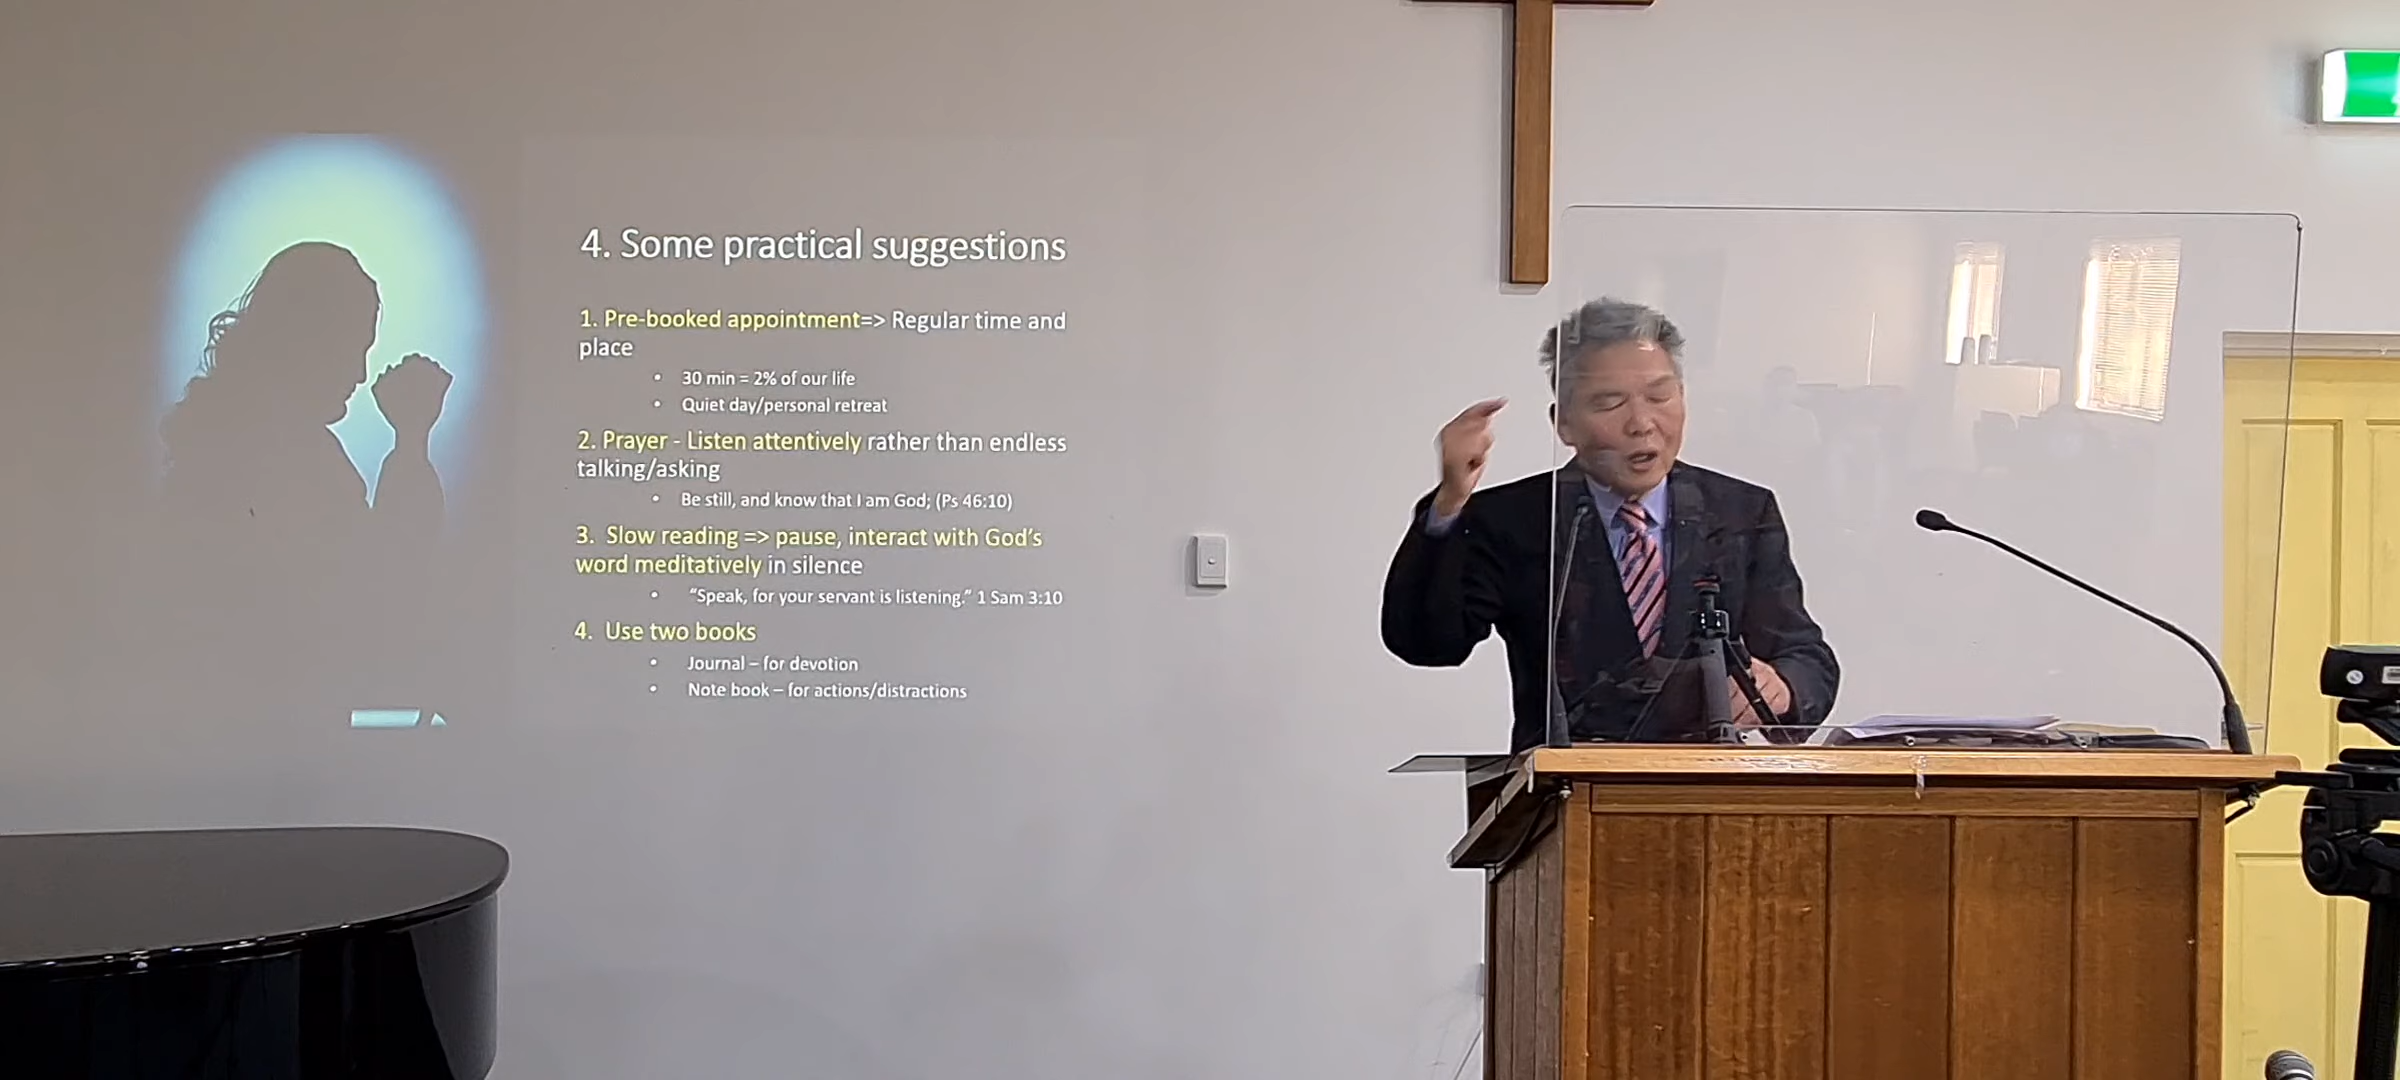 4. Some practical suggestions
1. Pre-booked appointment=> Regular time and
place
• 30 min = 2% of our life
• Quiet day/personal retreat
2. Prayer - Listen attentively rather than endless
talking/asking
• Be still, and know that I am God; (Ps 46:10)
3. Slow reading => pause, interact with God's
word meditatively in silence
• "Speak, for your servant is listening." 1 Sam 3:10
4. Use two books
• Journal – for devotion
• Note book – for actions/distractions